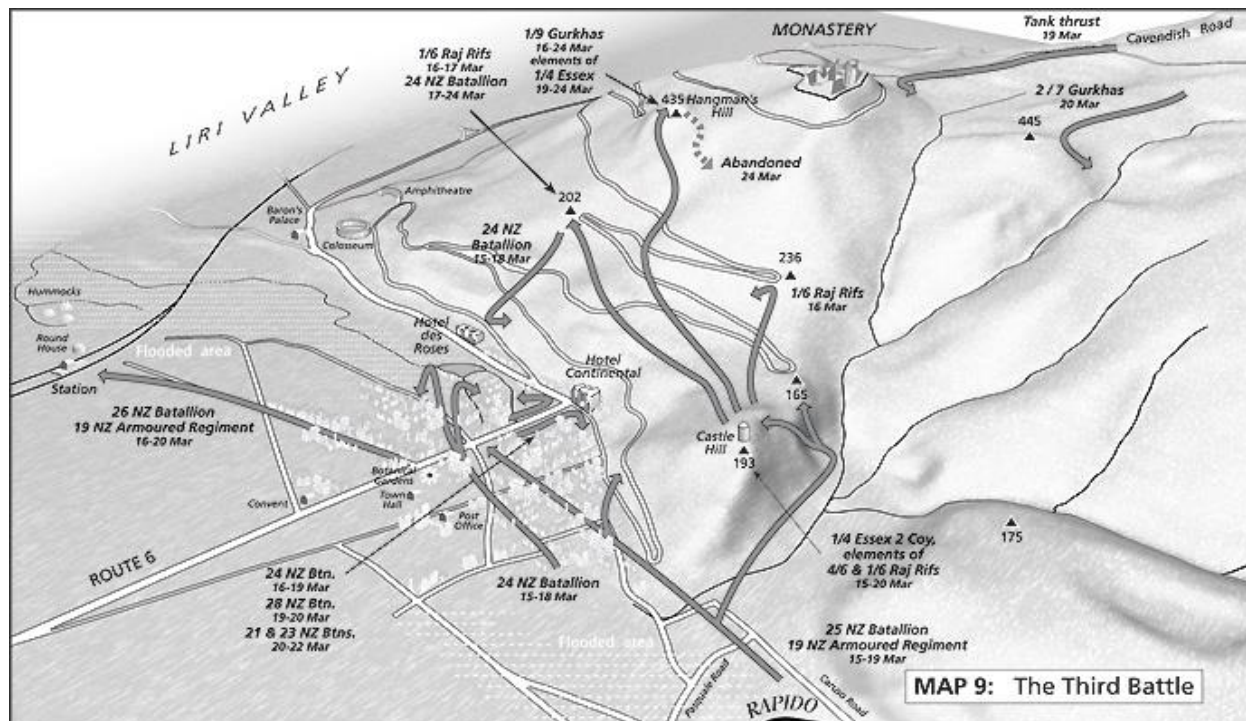 MONASTERY
Tank thrust
19 Mar
Cavendish Road
1/6 Raj Rifs
16-17 Mar
24 NZ Batallion
17-24 Mar
1/9 Gurkhas
16-24 Mar
elements of
1/4 Essex
19-24 Mar
2 / 7 Gurkhas
20 Mar
LIRI VALLEY
435
Hangman's
Hill
445
Abandoned
24 Mar
Amphitheatre
Baron's
Palace
Colosseum
202
24 NZ
Batallion
15-18 Mar
236
1/6 Raj Rifs
16 Mar
Hummocks
Round
House
Flooded area
Station
Hotel
des
Roses
Hotel
Continental
165
26 NZ Batallion
19 NZ Armoured Regiment
16-20 Mar
Castle
Hill
193
Botanical
Gardens
Town
Hall
Convent
Post
Office
175
ROUTE 6
1/4 Essex 2 Coy,
elements of
4/6 & 1/6 Raj Rifs
15-20 Mar
24 NZ Btn.
16-19 Mar
28 NZ Btn.
19-20 Mar
21 & 23 NZ Btns.
20-22 Mar
24 NZ Batallion
15-18 Mar
Flooded area
25 NZ Batallion
19 NZ Armoured Regiment
15-19 Mar
Pasquale Road
Caruso Road
RAPIDO
MAP 9: The Third Battle